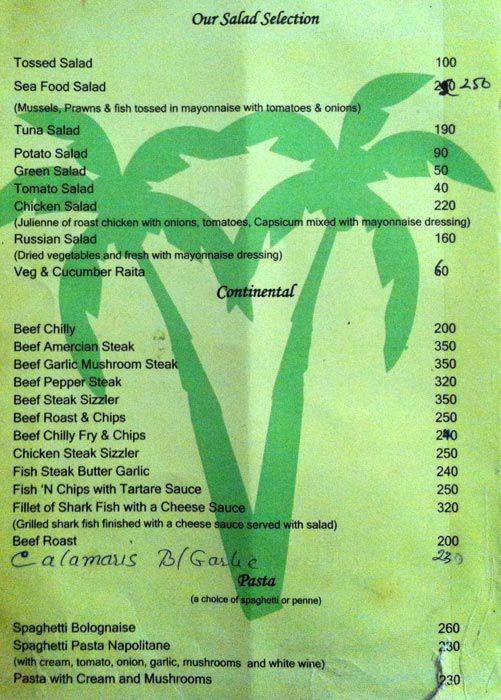 Our Salad Selection
Tossed Salad 100
Sea Food Salad 250
(Mussels, Prawns & fish tossed in mayonnaise with tomatoes & onions)
Tuna Salad 190
Potato Salad 90
Green Salad 50
Tomato Salad 40
Chicken Salad 220
(Julienne of roast chicken with onions, tomatoes, Capsicum mixed with mayonnaise dressing)
Russian Salad 160
(Dried vegetables and fresh with mayonnaise dressing)
Veg & Cucumber Raita 60
Continental
Beef Chilly 200
Beef Amercian Steak 350
Beef Garlic Mushroom Steak 350
Beef Pepper Steak 320
Beef Steak Sizzler 350
Beef Roast & Chips 250
Beef Chilly Fry & Chips 240
Chicken Steak Sizzler 250
Fish Steak Butter Garlic 240
Fish 'N Chips with Tartare Sauce 250
Fillet of Shark Fish with a Cheese Sauce 320
(Grilled shark fish finished with a cheese sauce served with salad)
Beef Roast 200
Calamaris B/Garlic 230
Pasta
(a choice of spaghetti or penne)
Spaghetti Bolognaise 260
Spaghetti Pasta Napolitane 230
(with cream, tomato, onion, garlic, mushrooms and white wine)
Pasta with Cream and Mushrooms 230